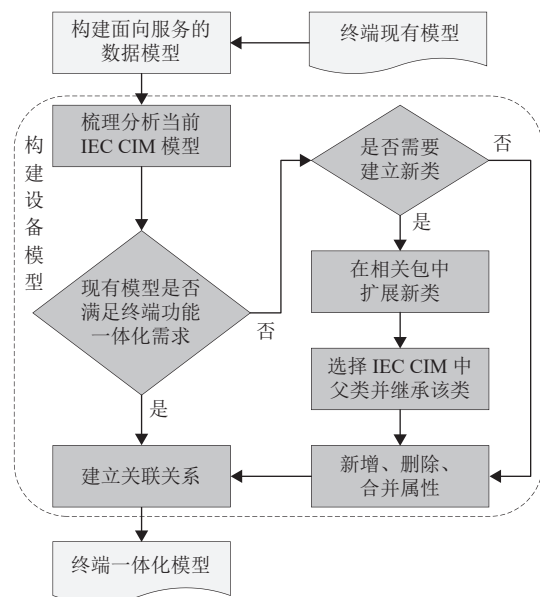 构建面向服务的
数据模型
终端现有模型
构建设备模型
梳理分析当前
IEC CIM 模型
是否需要
建立新类
否
是
现有模型是否
满足终端功能
一体化需求
否
在相关包中
扩展新类
选择 IEC CIM 中
父类并继承该类
是
建立关联关系
新增、删除、
合并属性
终端一体化模型